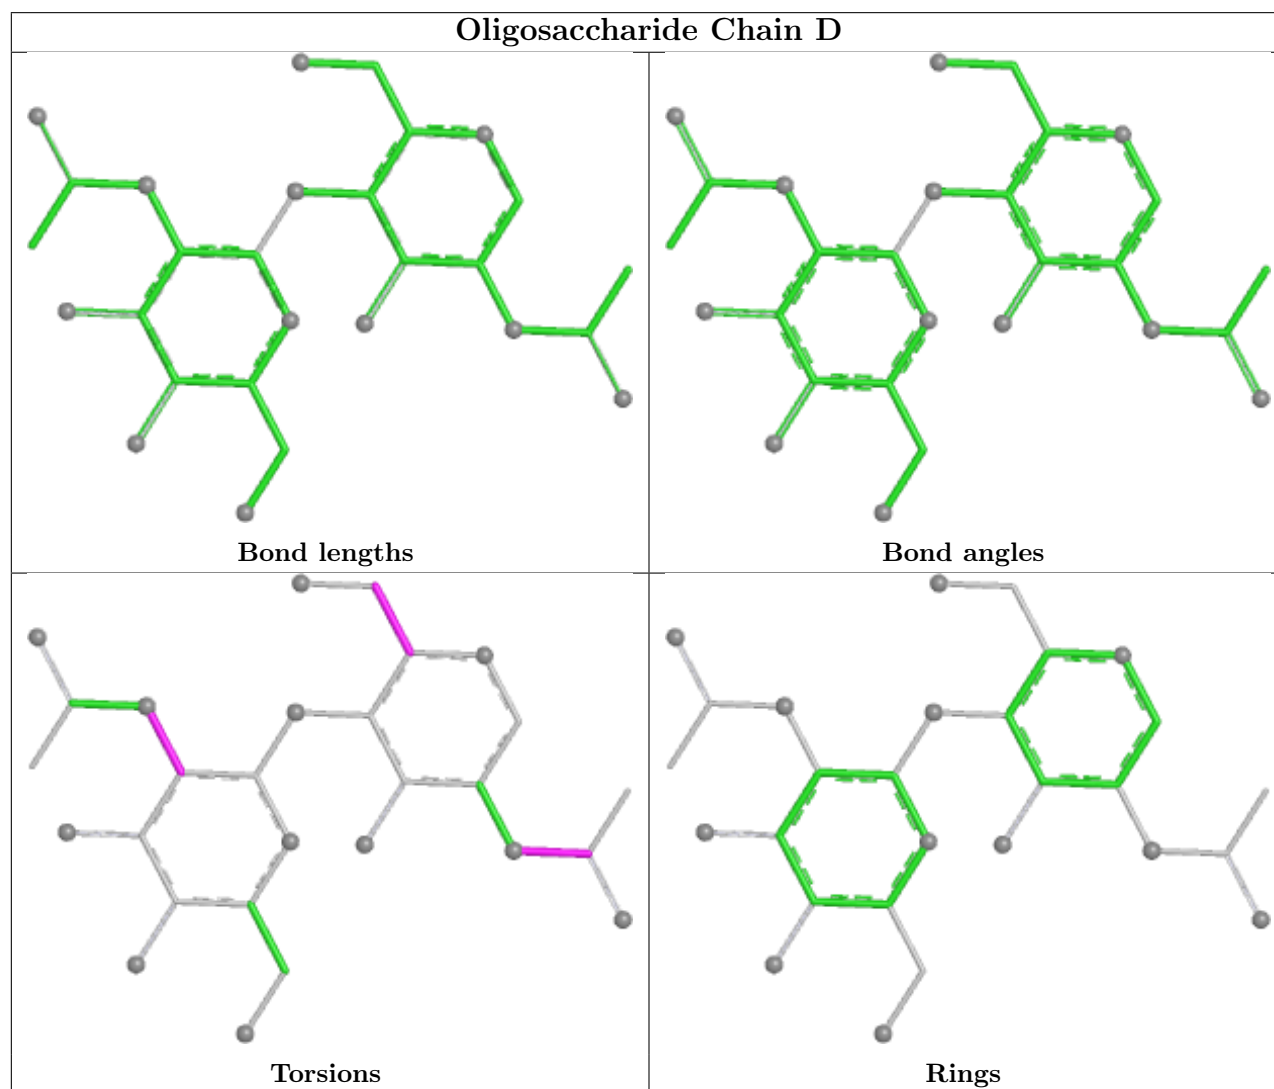 Oligosaccharide Chain D
Bond lengths
Bond angles
Torsions
Rings